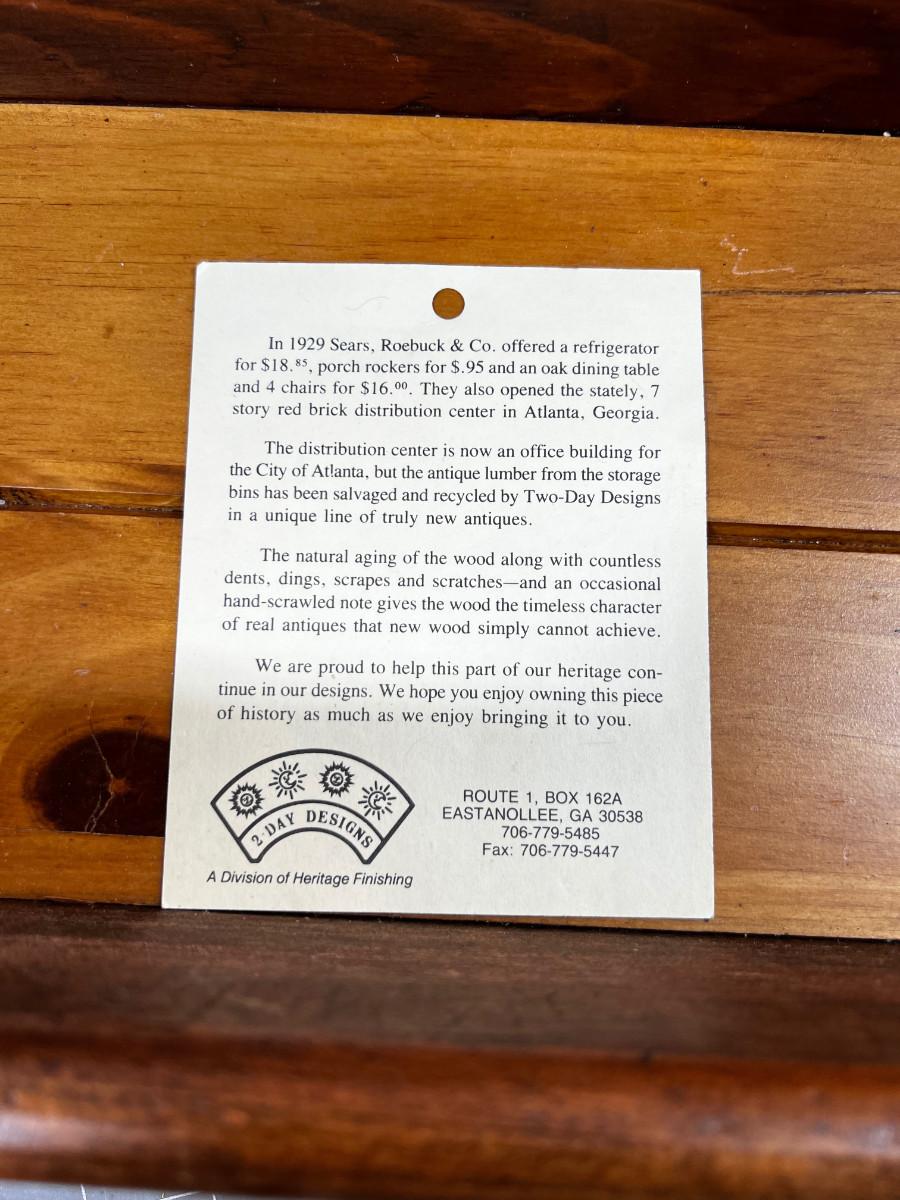 In 1929 Sears, Roebuck & Co. offered a refrigerator
for $18.⁸⁵, porch rockers for $.95 and an oak dining table
and 4 chairs for $16.⁰⁰. They also opened the stately, 7
story red brick distribution center in Atlanta, Georgia.
The distribution center is now an office building for
the City of Atlanta, but the antique lumber from the storage
bins has been salvaged and recycled by Two-Day Designs
in a unique line of truly new antiques.
The natural aging of the wood along with countless
dents, dings, scrapes and scratches—and an occasional
hand-scrawled note gives the wood the timeless character
of real antiques that new wood simply cannot achieve.
We are proud to help this part of our heritage con-
tinue in our designs. We hope you enjoy owning this piece
of history as much as we enjoy bringing it to you.
2-DAY DESIGNS
A Division of Heritage Finishing
ROUTE 1, BOX 162A
EASTANOLLEE, GA 30538
706-779-5485
Fax: 706-779-5447